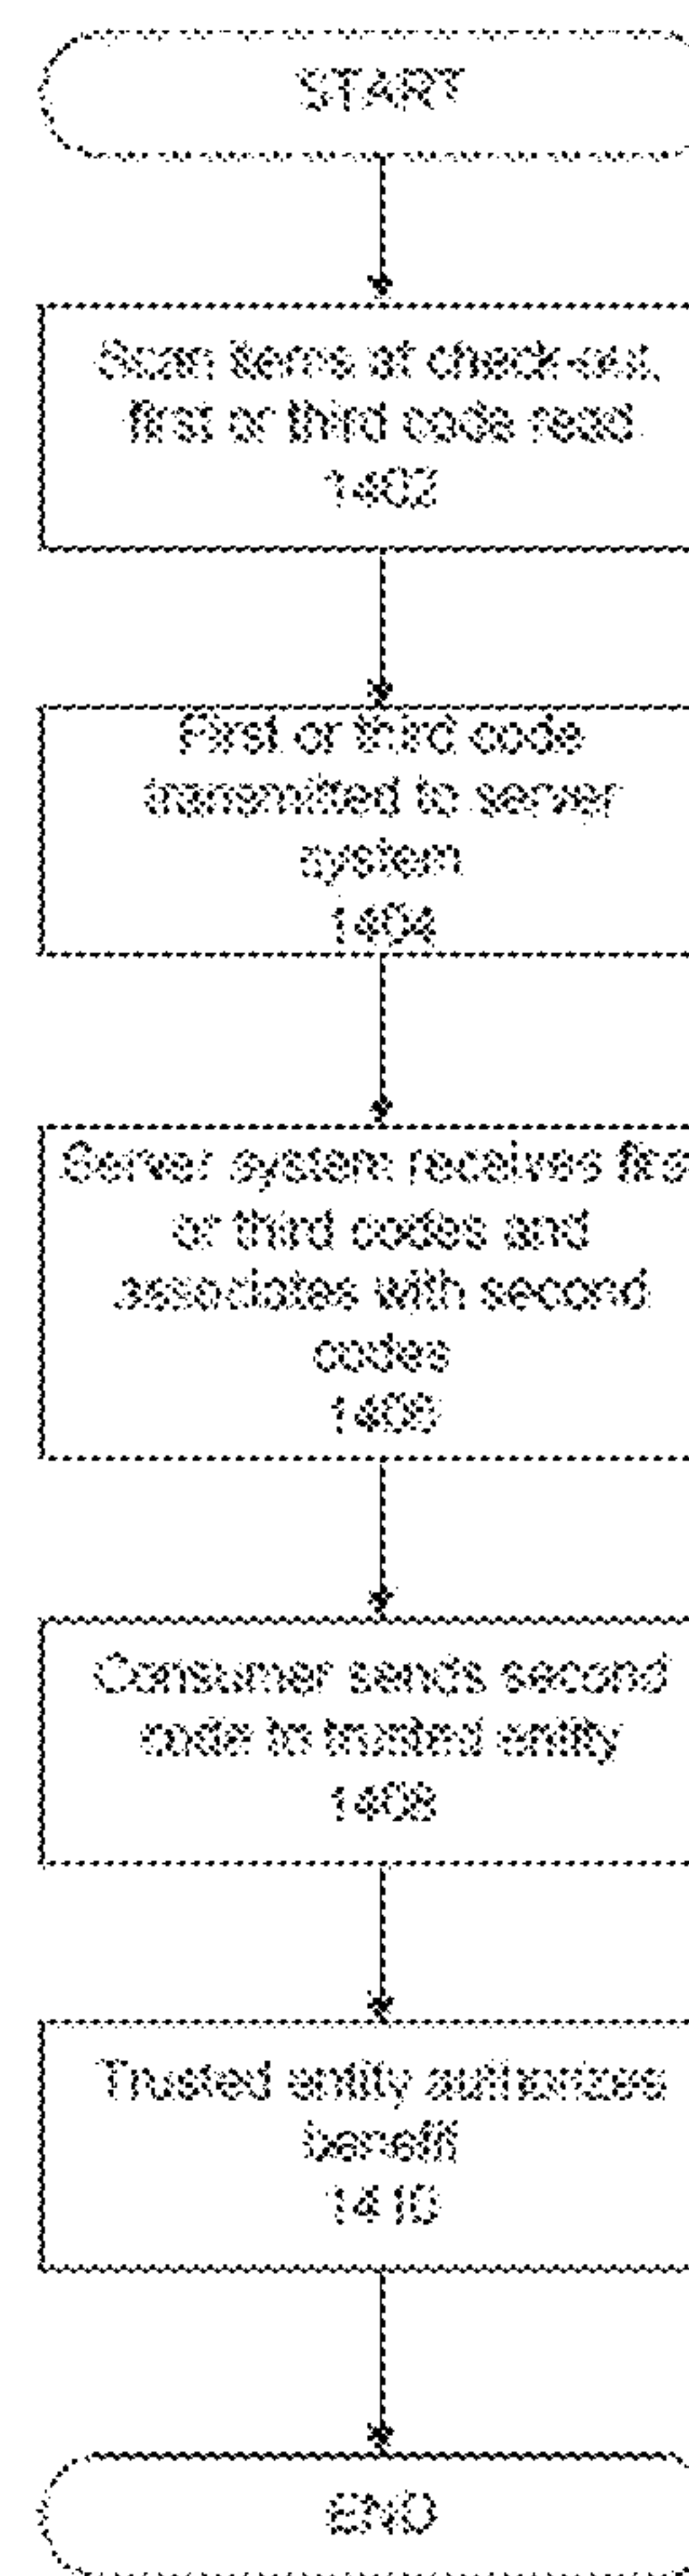 START
Scan items at check-out,
first or third code read
1402
First or third code
transmitted to server
system
1404
Server system receives firs
or third codes and
associates with second
codes
1406
Consumer sends second
code to trusted entity
1408
Trusted entity authorizes
benefit
1410
END